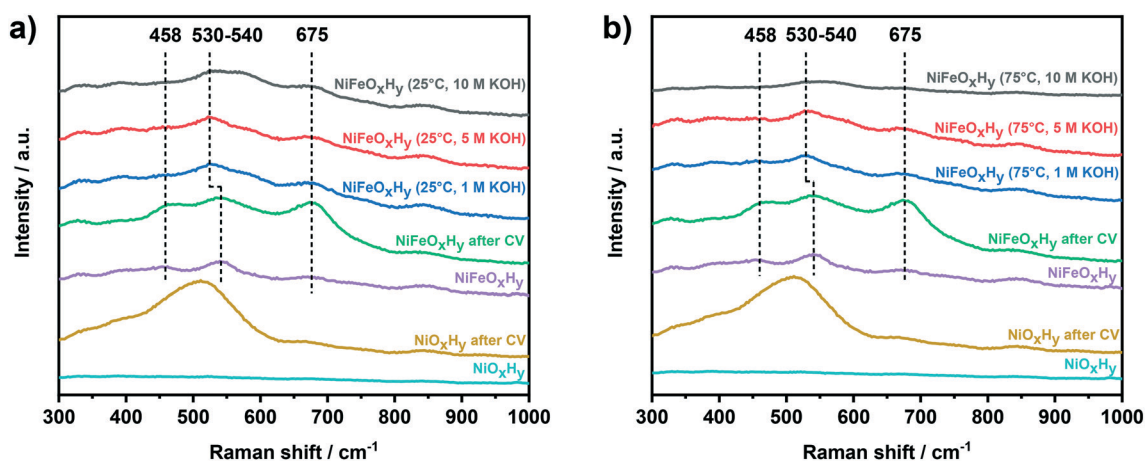 a)
458 530-540 675
NiFeOxHy (25°C, 10 M KOH)
NiFeOxHy (25°C, 5 M KOH)
NiFeOxHy (25°C, 1 M KOH)
NiFeOxHy after CV
NiFeOxHy
NiOxHy after CV
NiOxHy
Intensity / a.u.
300 400 500 600 700 800 900 1000
Raman shift / cm⁻¹
b)
458 530-540 675
NiFeOxHy (75°C, 10 M KOH)
NiFeOxHy (75°C, 5 M KOH)
NiFeOxHy (75°C, 1 M KOH)
NiFeOxHy after CV
NiFeOxHy
NiOxHy after CV
NiOxHy
Intensity / a.u.
300 400 500 600 700 800 900 1000
Raman shift / cm⁻¹